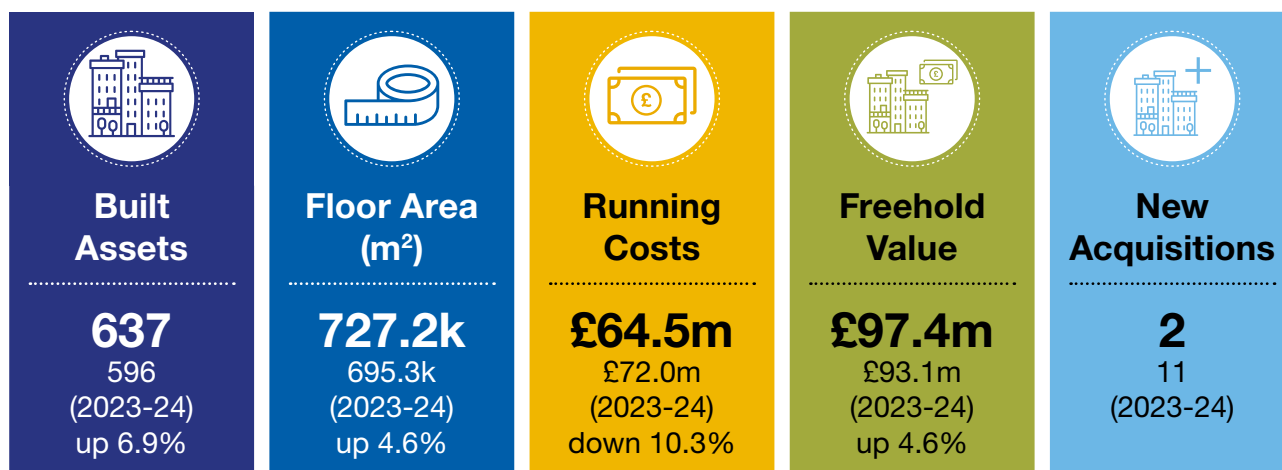 £
£
Built
Assets
637
596
(2023-24)
up 6.9%
Floor Area
(m²)
727.2k
695.3k
(2023-24)
up 4.6%
Running
Costs
£64.5m
£72.0m
(2023-24)
down 10.3%
Freehold
Value
£97.4m
£93.1m
(2023-24)
up 4.6%
New
Acquisitions
2
11
(2023-24)